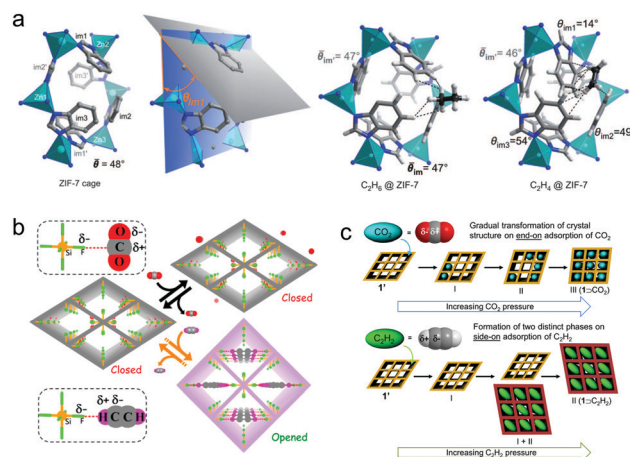 a
im1
Zn2
im2'
im3'
Zn1
im3
im2
Zn3
im1'
θ̄ = 48°
ZIF-7 cage
θim1
θ̄im' = 47°
θ̄im = 47°
C2H6 @ ZIF-7
θim1=14°
θ̄im' = 46°
θim2=49
θim3=54°
C2H4 @ ZIF-7
b
O δ-
δ-
Si F C δ+
O
Closed
Closed
δ+ δ-
δ-
Si F H C C H
Opened
c
CO2 = δ- δ+
Gradual transformation of crystal
structure on end-on adsorption of CO2
1' I II III (1⊃CO2)
Increasing CO2 pressure
C2H2 = δ+ δ-
Formation of two distinct phases on
side-on adsorption of C2H2
1' I I + II II (1⊃C2H2)
Increasing C2H2 pressure